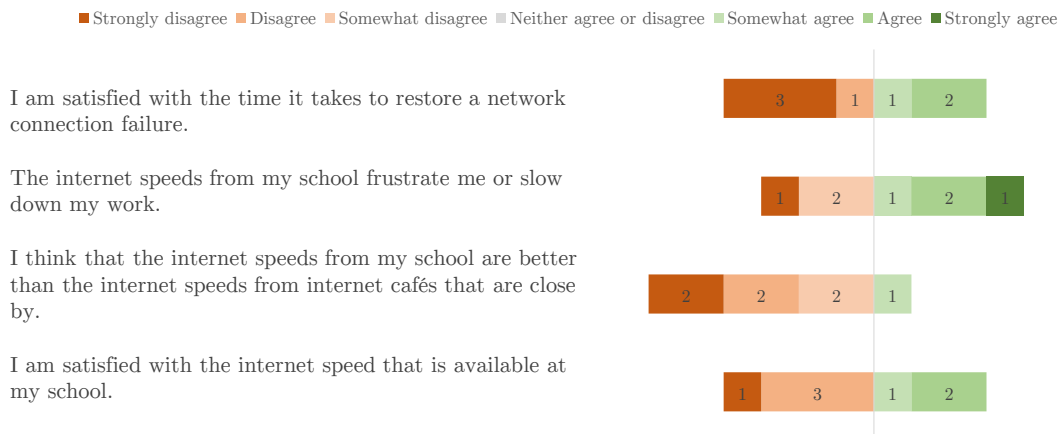 Strongly disagree Disagree Somewhat disagree Neither agree or disagree Somewhat agree Agree Strongly agree
I am satisfied with the time it takes to restore a network
connection failure.
3 1 1 2
The internet speeds from my school frustrate me or slow
down my work.
1 2 1 2 1
I think that the internet speeds from my school are better
than the internet speeds from internet cafés that are close
by.
2 2 2 1
I am satisfied with the internet speed that is available at
my school.
1 3 1 2